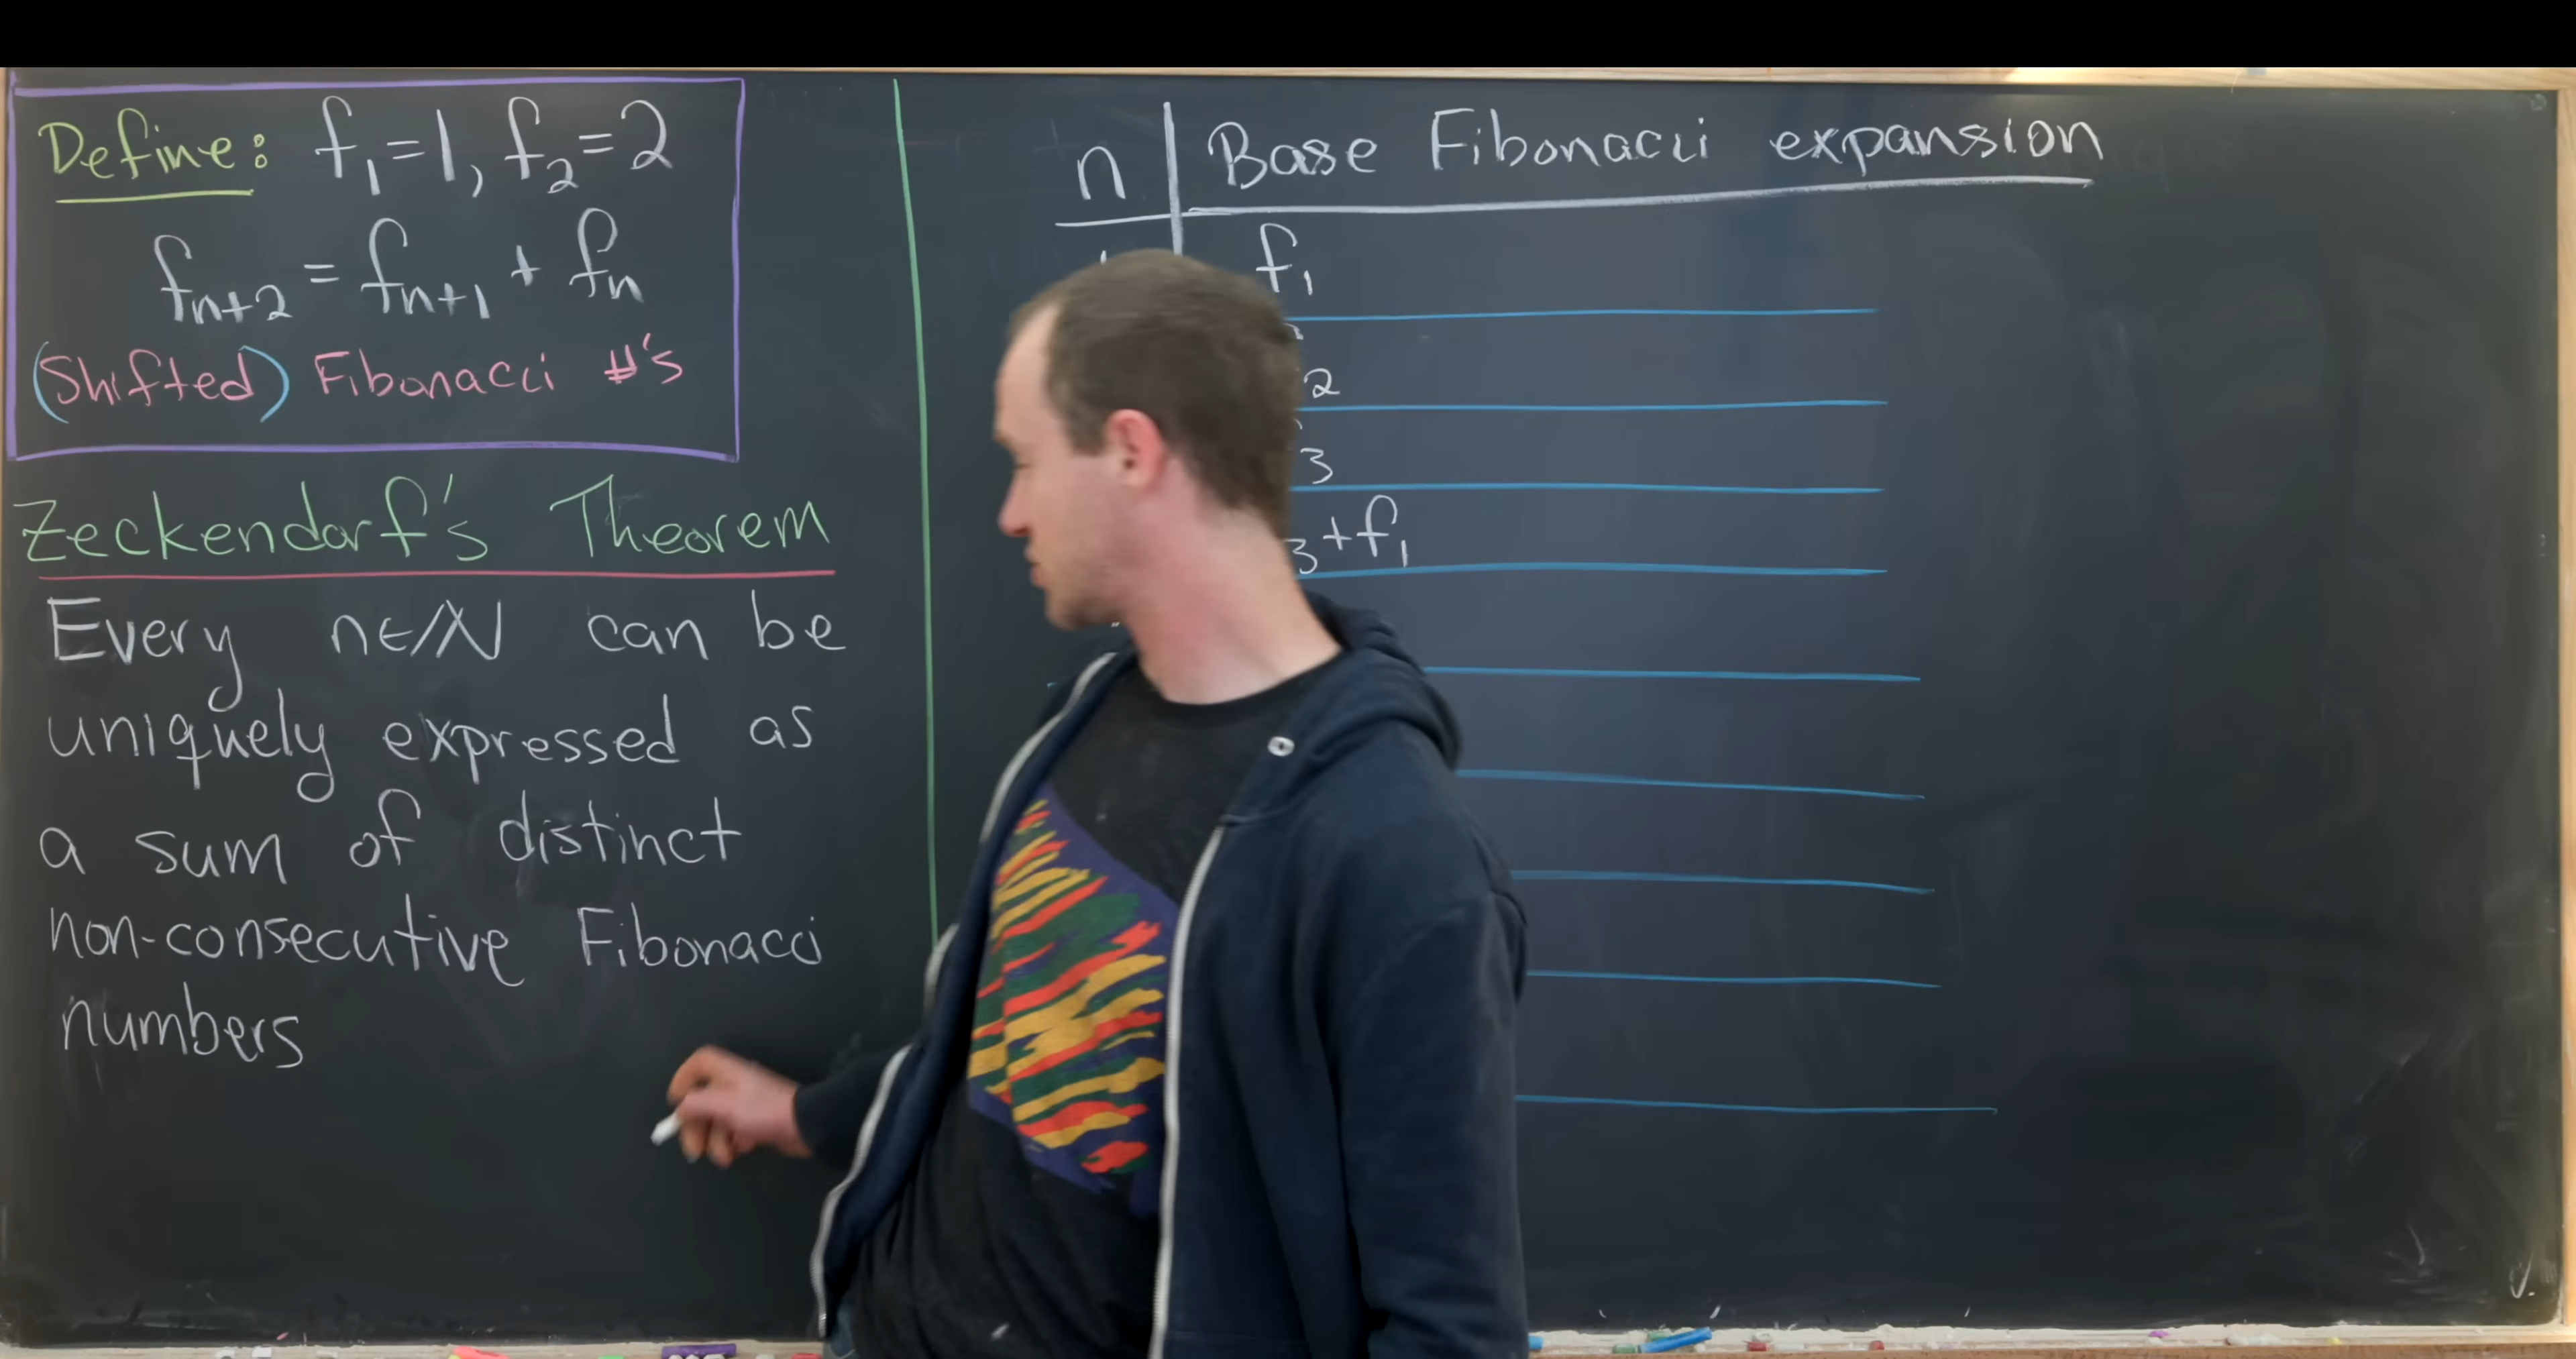 Define: f₁=1, f₂=2
fₙ₊₂ = fₙ₊₁ + fₙ
(Shifted) Fibonacci #'s
Zeckendorf's Theorem
Every n∈ℕ can be
uniquely expressed as
a sum of distinct
non-consecutive Fibonacci
numbers
n Base Fibonacci expansion
f₁
2
3
3+f₁